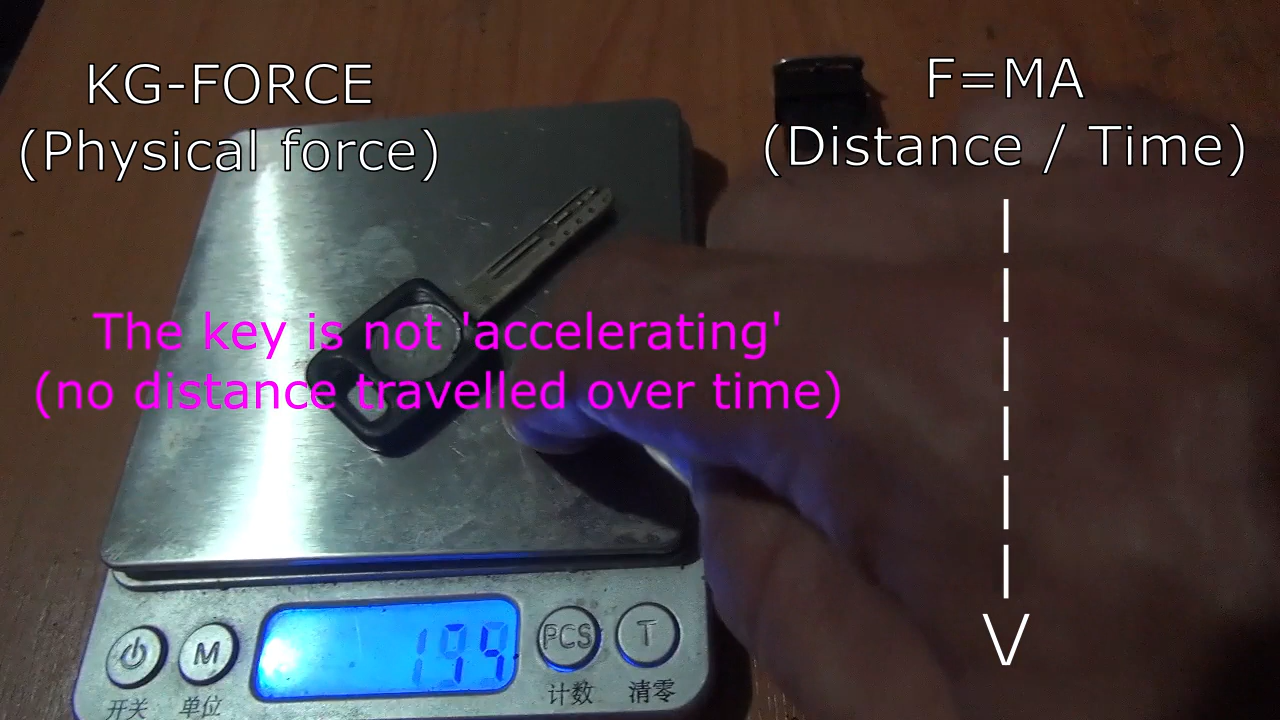 KG-FORCE
(Physical force)
F=MA
(Distance / Time)
The key is not 'accelerating'
(no distance travelled over time)
V
M
PCS
T
开关
单位
计数
清零